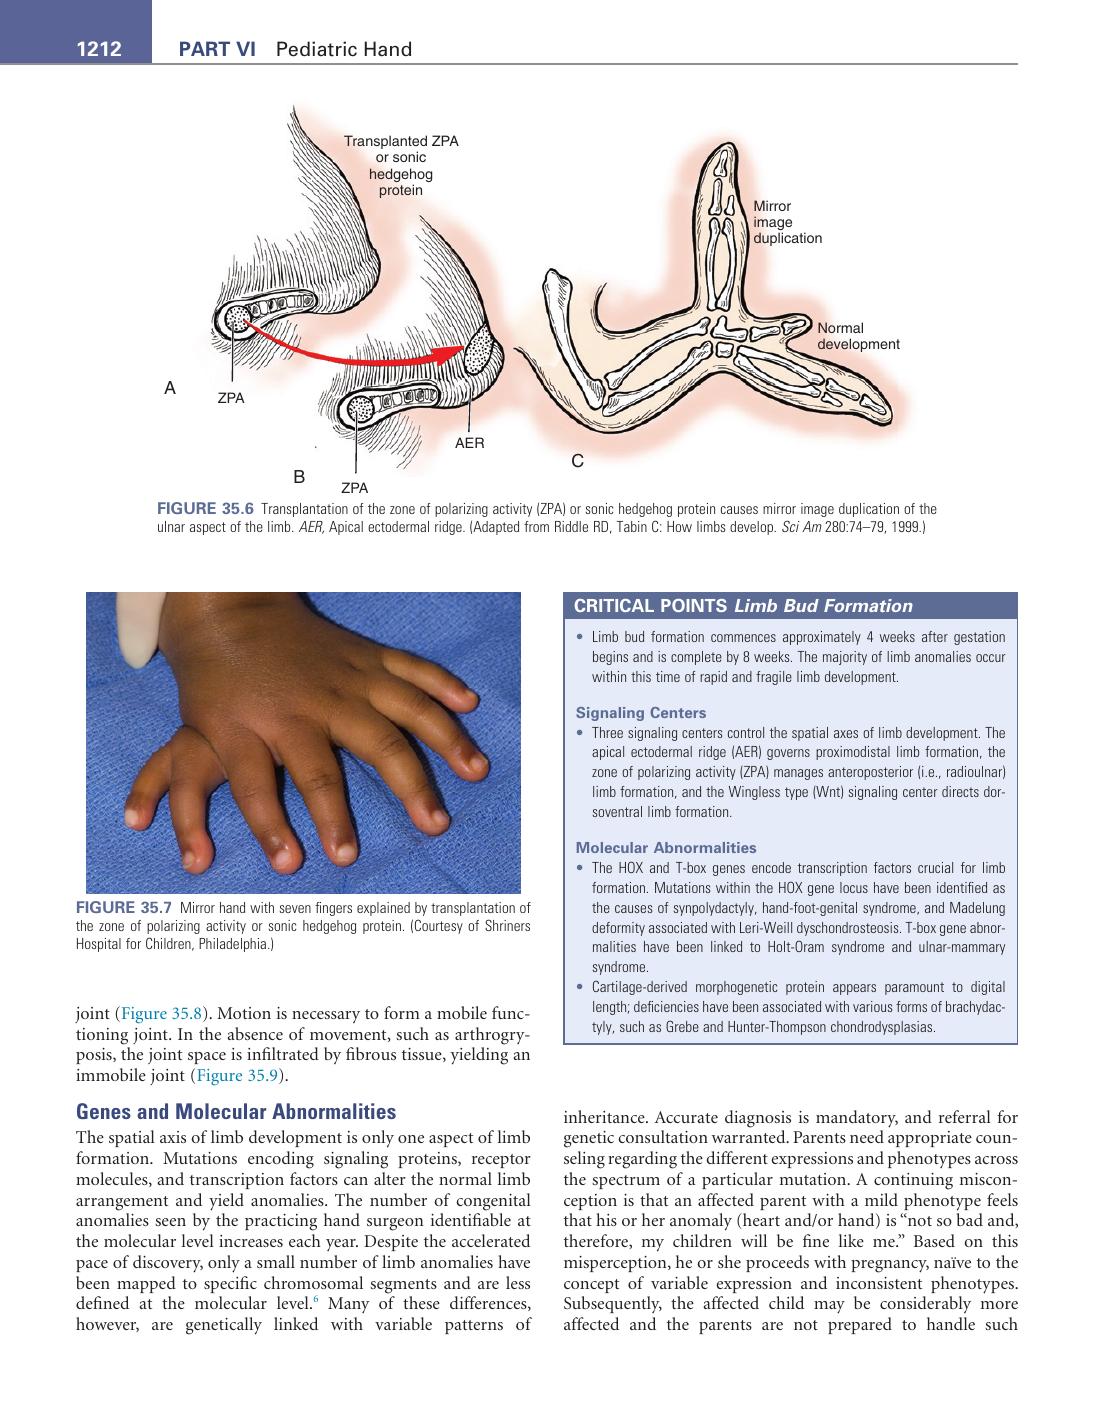 1212 PART VI Pediatric Hand
Transplanted ZPA
or sonic
hedgehog
protein
Mirror
image
duplication
Normal
development
A
ZPA
AER
B
ZPA
C
FIGURE 35.6 Transplantation of the zone of polarizing activity (ZPA) or sonic hedgehog protein causes mirror image duplication of the
ulnar aspect of the limb. AER, Apical ectodermal ridge. (Adapted from Riddle RD, Tabin C: How limbs develop. Sci Am 280:74–79, 1999.)
FIGURE 35.7 Mirror hand with seven fingers explained by transplantation of
the zone of polarizing activity or sonic hedgehog protein. (Courtesy of Shriners
Hospital for Children, Philadelphia.)
joint (Figure 35.8). Motion is necessary to form a mobile func-
tioning joint. In the absence of movement, such as arthrogry-
posis, the joint space is infiltrated by fibrous tissue, yielding an
immobile joint (Figure 35.9).
Genes and Molecular Abnormalities
The spatial axis of limb development is only one aspect of limb
formation. Mutations encoding signaling proteins, receptor
molecules, and transcription factors can alter the normal limb
arrangement and yield anomalies. The number of congenital
anomalies seen by the practicing hand surgeon identifiable at
the molecular level increases each year. Despite the accelerated
pace of discovery, only a small number of limb anomalies have
been mapped to specific chromosomal segments and are less
defined at the molecular level.6 Many of these differences,
however, are genetically linked with variable patterns of
CRITICAL POINTS Limb Bud Formation
• Limb bud formation commences approximately 4 weeks after gestation
begins and is complete by 8 weeks. The majority of limb anomalies occur
within this time of rapid and fragile limb development.
Signaling Centers
• Three signaling centers control the spatial axes of limb development. The
apical ectodermal ridge (AER) governs proximodistal limb formation, the
zone of polarizing activity (ZPA) manages anteroposterior (i.e., radioulnar)
limb formation, and the Wingless type (Wnt) signaling center directs dor-
soventral limb formation.
Molecular Abnormalities
• The HOX and T-box genes encode transcription factors crucial for limb
formation. Mutations within the HOX gene locus have been identified as
the causes of synpolydactyly, hand-foot-genital syndrome, and Madelung
deformity associated with Leri-Weill dyschondrosteosis. T-box gene abnor-
malities have been linked to Holt-Oram syndrome and ulnar-mammary
syndrome.
• Cartilage-derived morphogenetic protein appears paramount to digital
length; deficiencies have been associated with various forms of brachydac-
tyly, such as Grebe and Hunter-Thompson chondrodysplasias.
inheritance. Accurate diagnosis is mandatory, and referral for
genetic consultation warranted. Parents need appropriate coun-
seling regarding the different expressions and phenotypes across
the spectrum of a particular mutation. A continuing miscon-
ception is that an affected parent with a mild phenotype feels
that his or her anomaly (heart and/or hand) is “not so bad and,
therefore, my children will be fine like me.” Based on this
misperception, he or she proceeds with pregnancy, naïve to the
concept of variable expression and inconsistent phenotypes.
Subsequently, the affected child may be considerably more
affected and the parents are not prepared to handle such